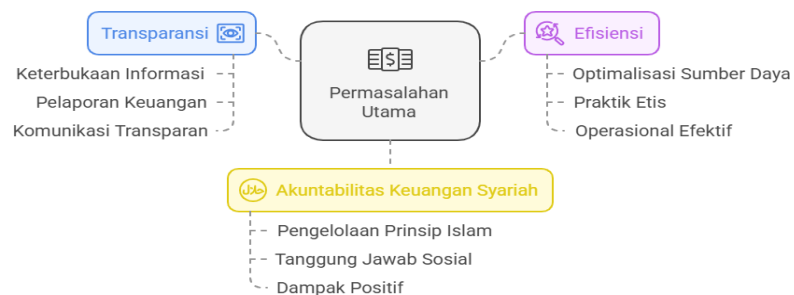 Transparansi
Keterbukaan Informasi
Pelaporan Keuangan
Komunikasi Transparan
$
Permasalahan
Utama
Efisiensi
Optimalisasi Sumber Daya
Praktik Etis
Operasional Efektif
حلال
Akuntabilitas Keuangan Syariah
Pengelolaan Prinsip Islam
Tanggung Jawab Sosial
Dampak Positif